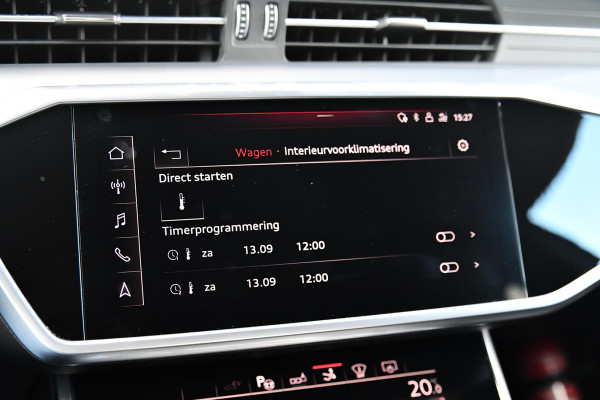 15:27
Wagen · Interieurvoorklimatisering
Direct starten
Timerprogrammering
za 13.09 12:00
za 13.09 12:00
P
20.0